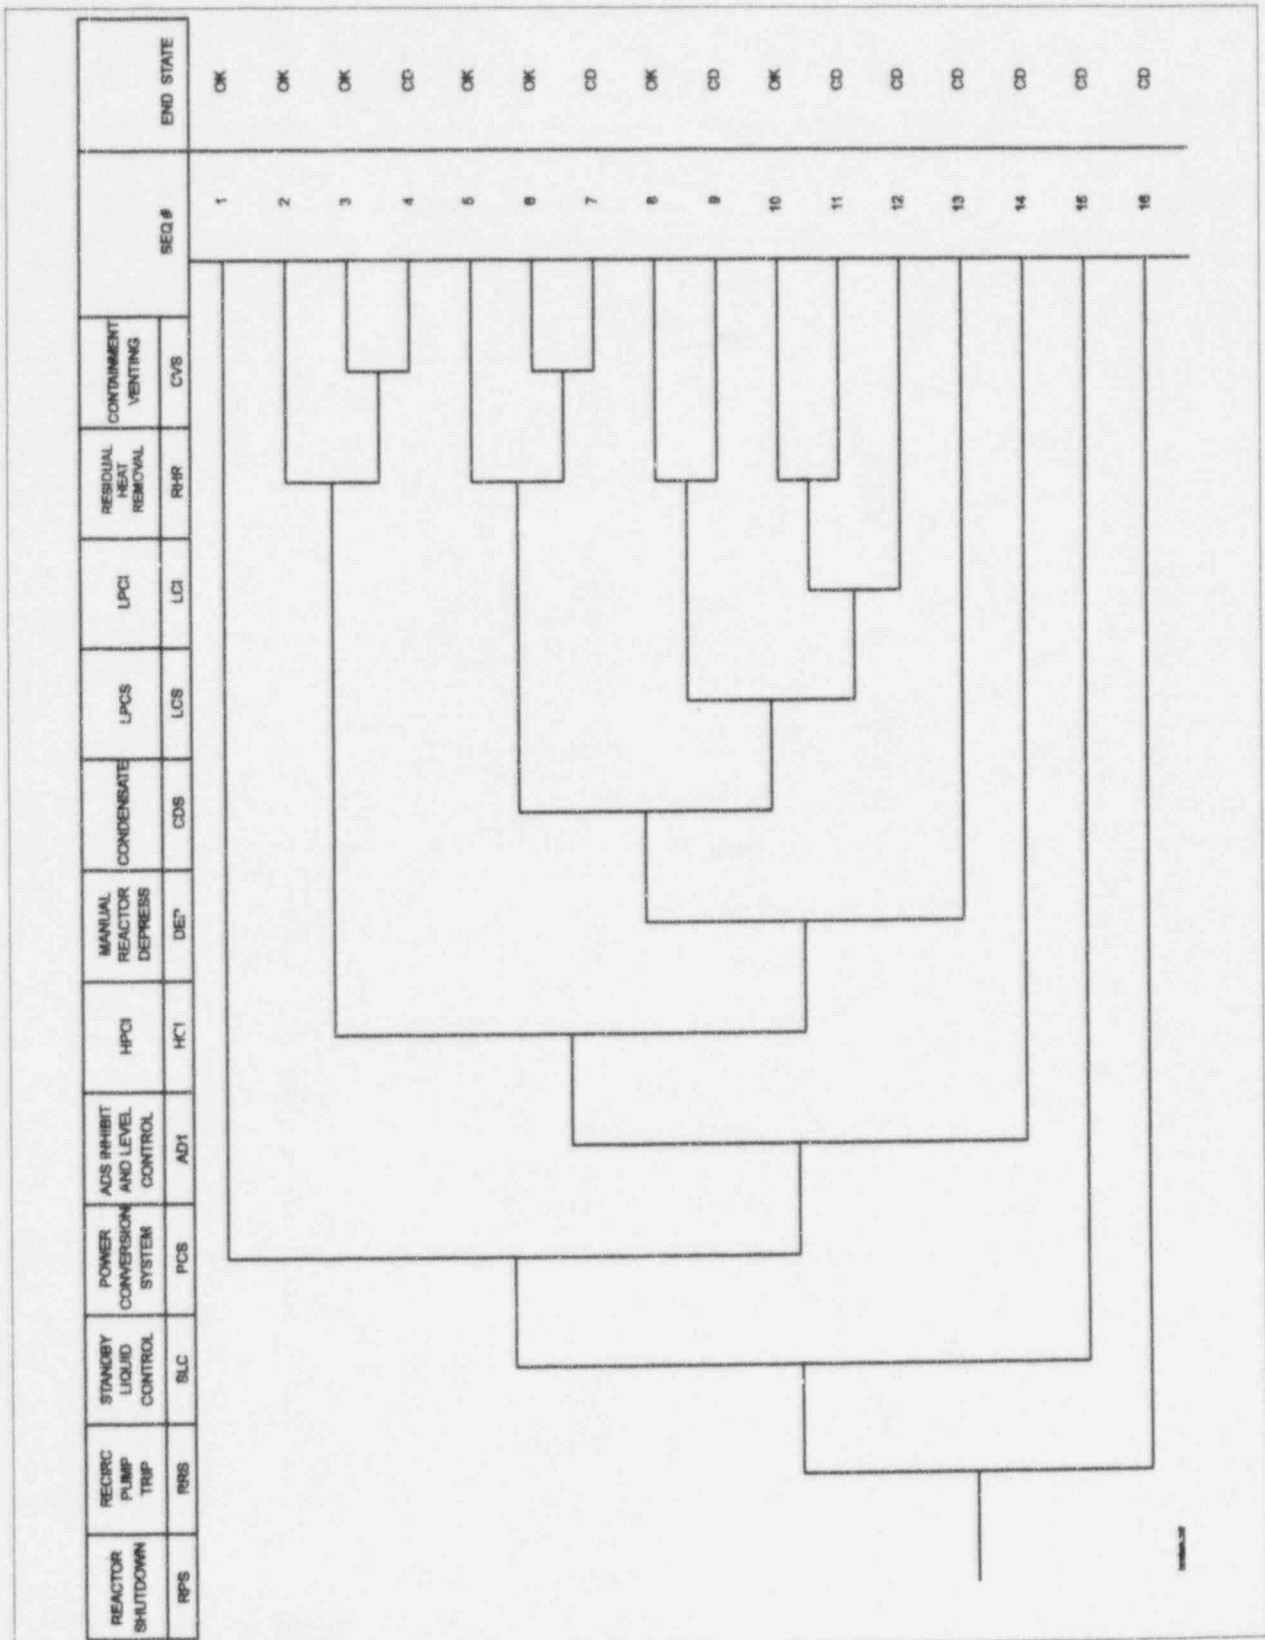 REACTOR
SHUTDOWN
RECIRC
PUMP
TRIP
STANDBY
LIQUID
CONTROL
POWER
CONVERSION
SYSTEM
ADS INHIBIT
AND LEVEL
CONTROL
HPCI
MANUAL
REACTOR
DEPRESS
CONDENSATE
LPCS
LPCI
RESIDUAL
HEAT
REMOVAL
CONTAINMENT
VENTING
SEQ #
END STATE
RPS
RRS
SLC
PCS
AD1
HCI
DEP
CDS
LCS
LCI
RHR
CVS
1 OK
2 OK
3 OK
4 CD
5 OK
6 OK
7 CD
8 OK
9 CD
10 OK
11 CD
12 CD
13 CD
14 CD
15 CD
16 CD